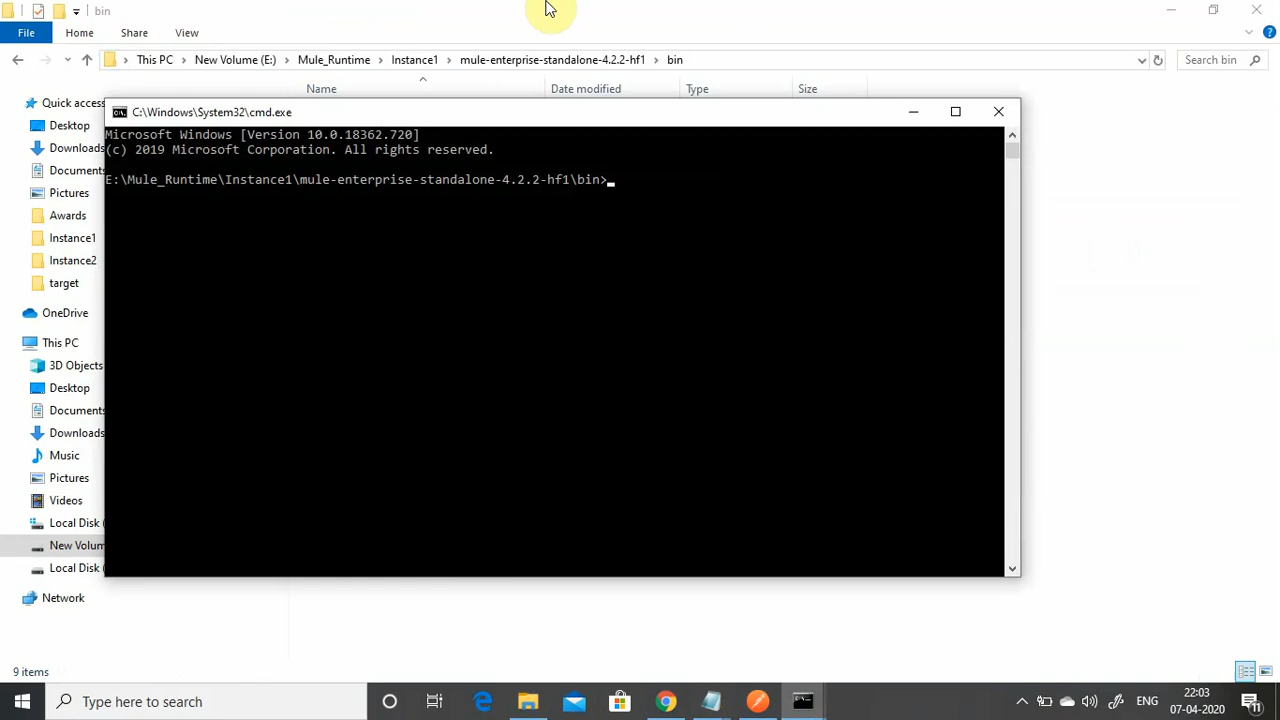 bin
File
Home
Share
View
This PC
New Volume (E:)
Mule_Runtime
Instance1
mule-enterprise-standalone-4.2.2-hf1
bin
Search bin
Name
Date modified
Type
Size
Quick access
Desktop
Downloads
Documents
Pictures
Awards
Instance1
Instance2
target
OneDrive
This PC
3D Objects
Desktop
Documents
Downloads
Music
Pictures
Videos
Local Disk (
New Volum
Local Disk (
Network
C:\Windows\System32\cmd.exe
Microsoft Windows [Version 10.0.18362.720]
(c) 2019 Microsoft Corporation. All rights reserved.
E:\Mule_Runtime\Instance1\mule-enterprise-standalone-4.2.2-hf1\bin>
9 items
Type here to search
ENG
22:03
07-04-2020
11